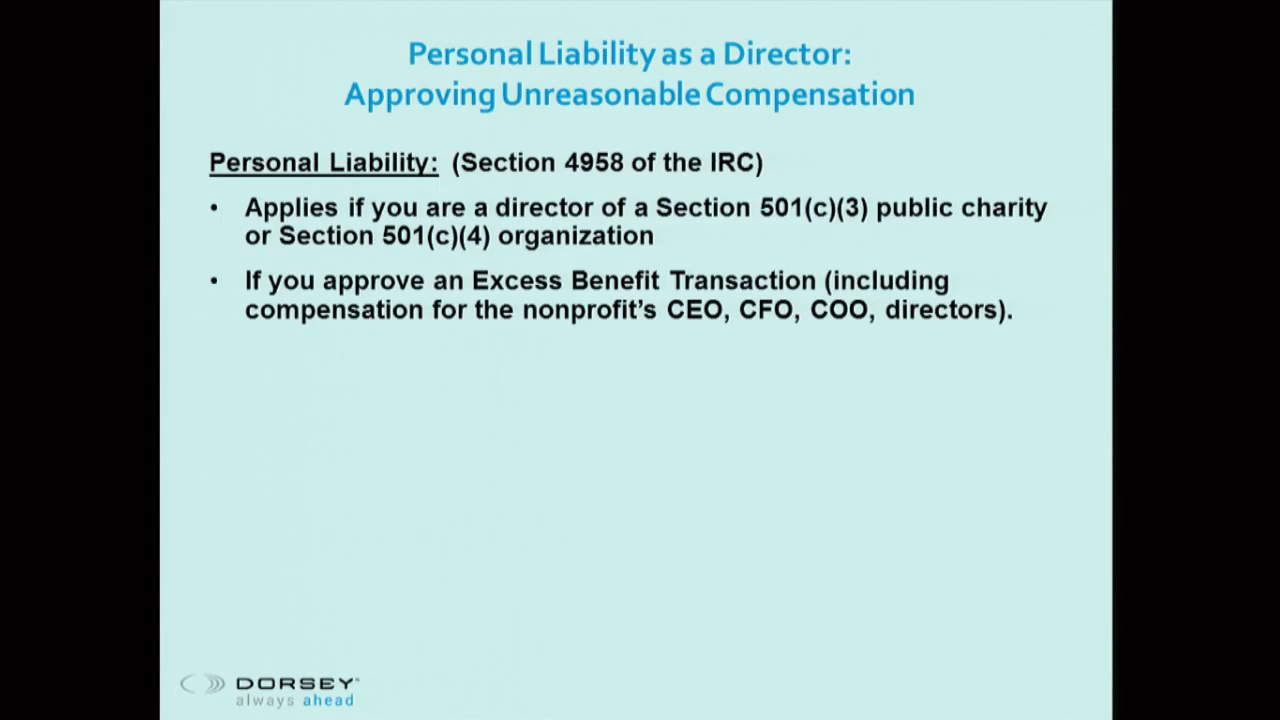 Personal Liability as a Director:
Approving Unreasonable Compensation
Personal Liability: (Section 4958 of the IRC)
• Applies if you are a director of a Section 501(c)(3) public charity
or Section 501(c)(4) organization
• If you approve an Excess Benefit Transaction (including
compensation for the nonprofit's CEO, CFO, COO, directors).
DORSEY™
always ahead